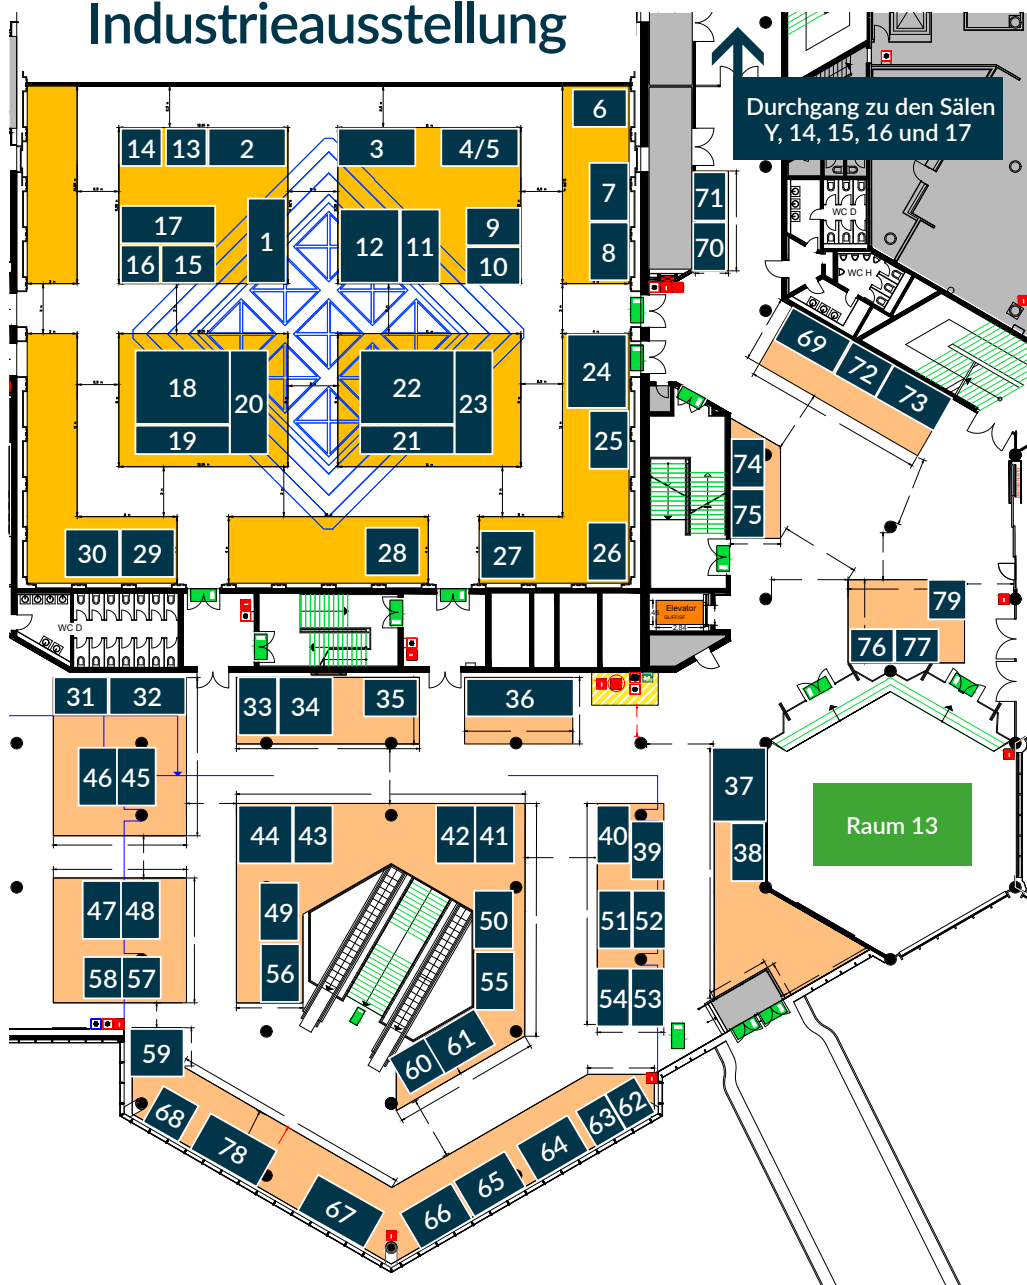 Industrieausstellung
Durchgang zu den Sälen
Y, 14, 15, 16 und 17
6
14 13 2 3 4/5
7
71
17 1 12 11 9
8
70
16 15 10
WC D
WC H
69 72 73
18 20 22 23 24
19 21 25
74
75
30 29 28 27 26
79
76 77
WC D
Elevator
GL/FF/SF
2.84
31 32 33 34 35 36
46 45 37
Raum 13
44 43 42 41 40 39 38
47 48 49 50 51 52
58 57 56 55 54 53
59 60 61
68 78 67 66 65 64 63 62